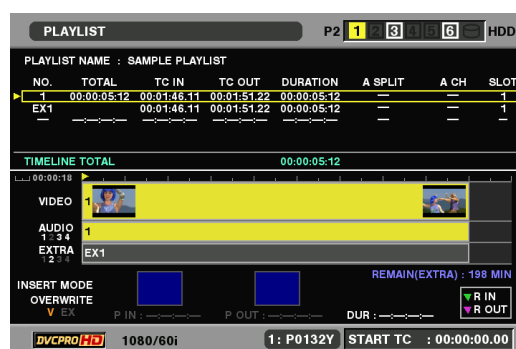 PLAYLIST P2 1 2 3 4 5 6 HDD
PLAYLIST NAME : SAMPLE PLAYLIST
NO. TOTAL TC IN TC OUT DURATION A SPLIT A CH SLOT
1 00:00:05:12 00:01:46.11 00:01:51.22 00:00:05:12 — — 1
EX1 00:01:46.11 00:01:51.22 00:00:05:12 — — 1
— —:—:—:— —:—:—:— —:—:—:— —:—:—:— — — —
TIMELINE TOTAL 00:00:05:12
00:00:18
VIDEO 1
AUDIO 1
1 2 3 4
EXTRA EX1
1 2 3 4
REMAIN(EXTRA) : 198 MIN
INSERT MODE
OVERWRITE
V EX
P IN : —:—:—:— P OUT : —:—:—:— DUR : —:—:—:—
R IN
R OUT
DVCPRO HD 1080/60i 1: P0132Y START TC : 00:00:00.00